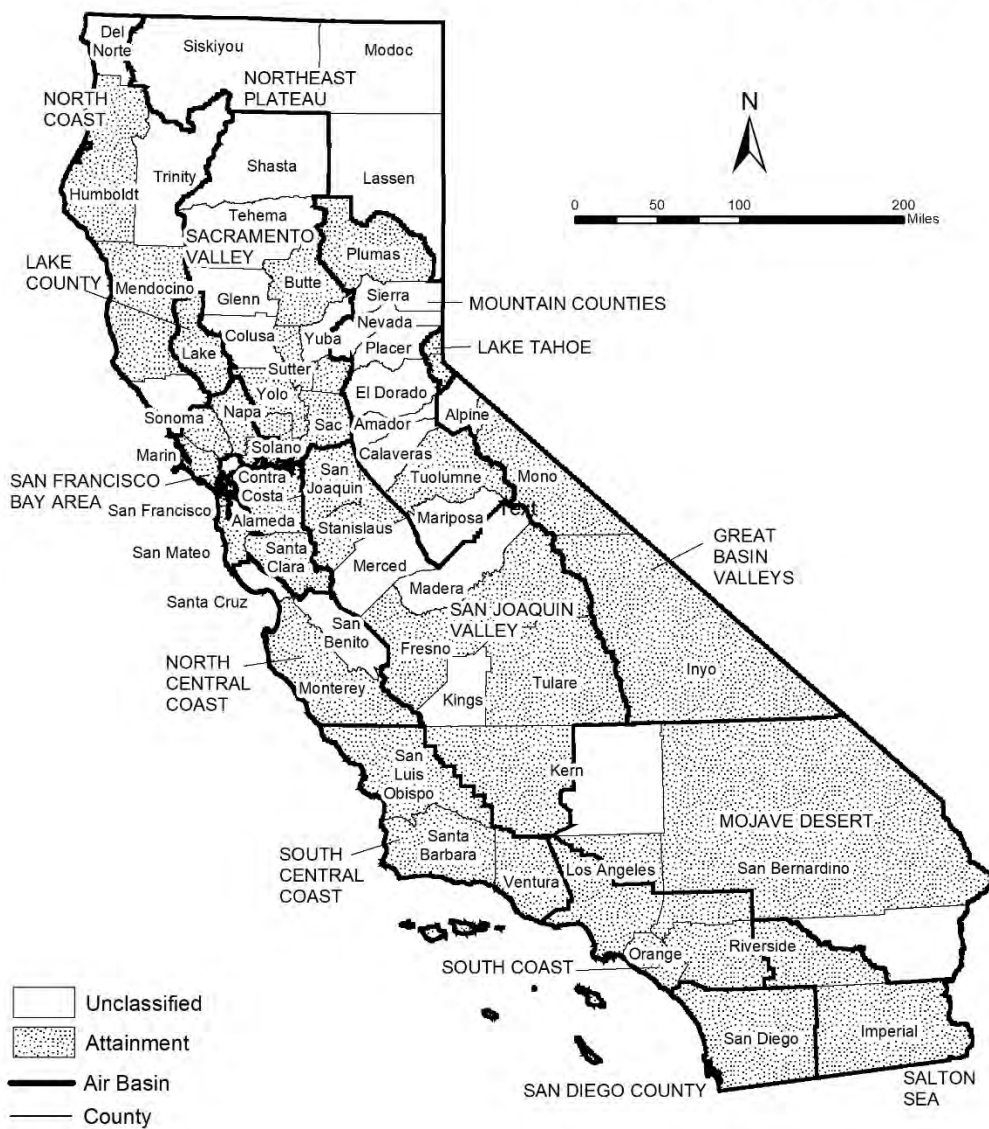 Del
Norte
Siskiyou
Modoc
NORTHEAST
PLATEAU
NORTH
COAST
N
Shasta
Trinity
Lassen
Humboldt
0 50 100 200
Miles
Tehema
SACRAMENTO
VALLEY
Plumas
LAKE
COUNTY
Mendocino
Butte
Glenn
Sierra
MOUNTAIN COUNTIES
Nevada
Colusa
Yuba
Placer
LAKE TAHOE
Lake
Sutter
Yolo
El Dorado
Napa
Alpine
Sonoma
Sac
Amador
Solano
Marin
Calaveras
SAN FRANCISCO
BAY AREA
Contra
Costa
San
Joaquin
Tuolumne
Mono
San Francisco
Text
Alameda
Stanislaus
Mariposa
GREAT
BASIN
VALLEYS
San Mateo
Santa
Clara
Merced
Santa Cruz
Madera
San
Benito
SAN JOAQUIN
VALLEY
Fresno
NORTH
CENTRAL
COAST
Monterey
Kings
Tulare
Inyo
San
Luis
Obispo
Kern
MOJAVE DESERT
SOUTH
CENTRAL
COAST
Santa
Barbara
Ventura
Los Angeles
San Bernardino
Orange
Riverside
SOUTH COAST
Unclassified
Attainment
Air Basin
County
San Diego
Imperial
SAN DIEGO COUNTY
SALTON
SEA